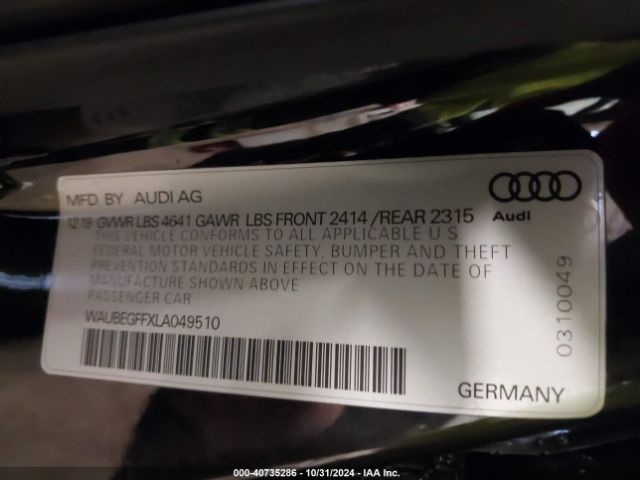 MFD. BY AUDI AG
12 19 GVWR LBS 4641 GAWR LBS FRONT 2414 /REAR 2315
Audi
THIS VEHICLE CONFORMS TO ALL APPLICABLE U S
FEDERAL MOTOR VEHICLE SAFETY, BUMPER AND THEFT
PREVENTION STANDARDS IN EFFECT ON THE DATE OF
MANUFACTURE SHOWN ABOVE
PASSENGER CAR
WAUBEGFFXLA049510
0310049
GERMANY
000-40735286 - 10/31/2024 - IAA Inc.